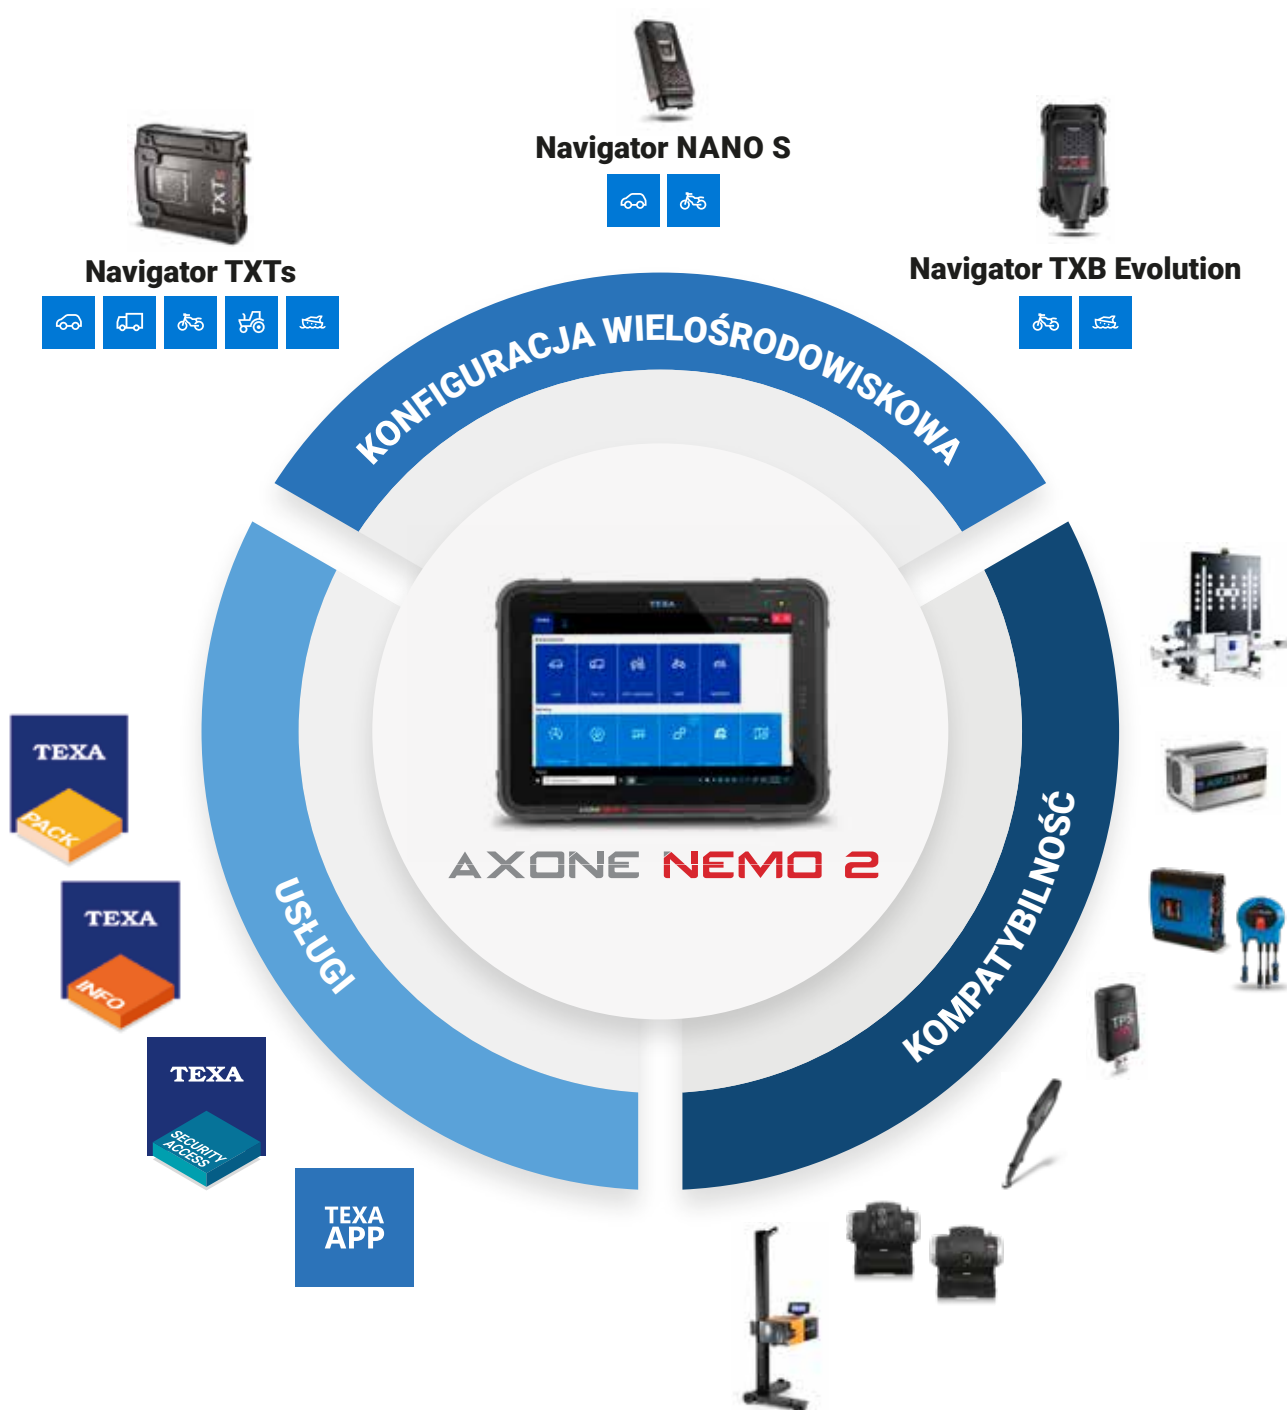 Navigator NANO S
TXTs
Navigator TXTs
Navigator TXB Evolution
KONFIGURACJA WIELOŚRODOWISKOWA
TEXA
AXONE NEMO 2
KOMPATYBILNOŚĆ
USŁUGI
TEXA
PACK
TEXA
INFO
TEXA
SECURITY
ACCESS
TEXA
APP
TPS